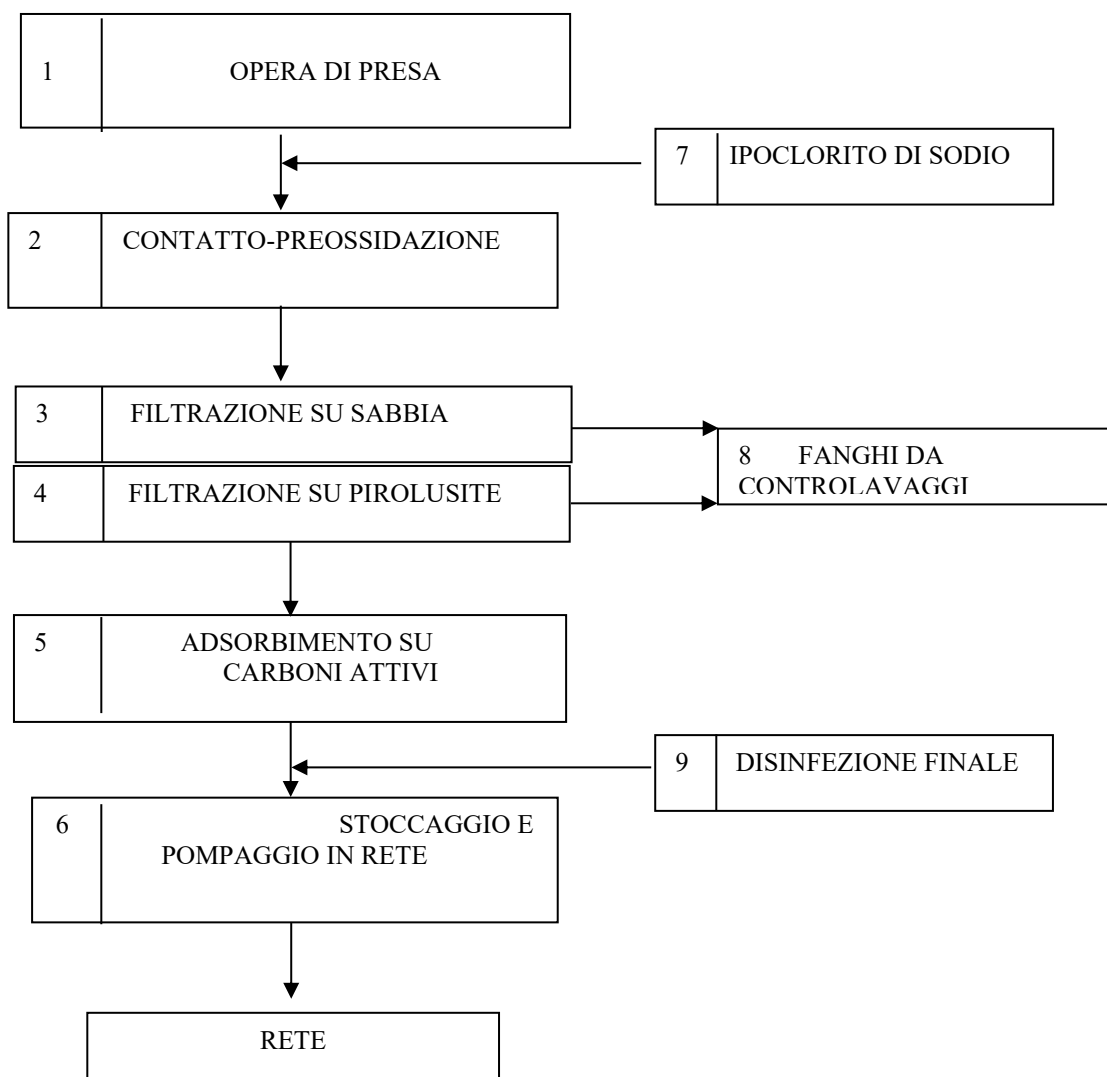 1 OPERA DI PRESA
7 IPOCLORITO DI SODIO
2 CONTATTO-PREOSSIDAZIONE
3 FILTRAZIONE SU SABBIA
8 FANGHI DA
CONTROLAVAGGI
4 FILTRAZIONE SU PIROLUSITE
5 ADSORBIMENTO SU
CARBONI ATTIVI
9 DISINFEZIONE FINALE
6 STOCCAGGIO E
POMPAGGIO IN RETE
RETE